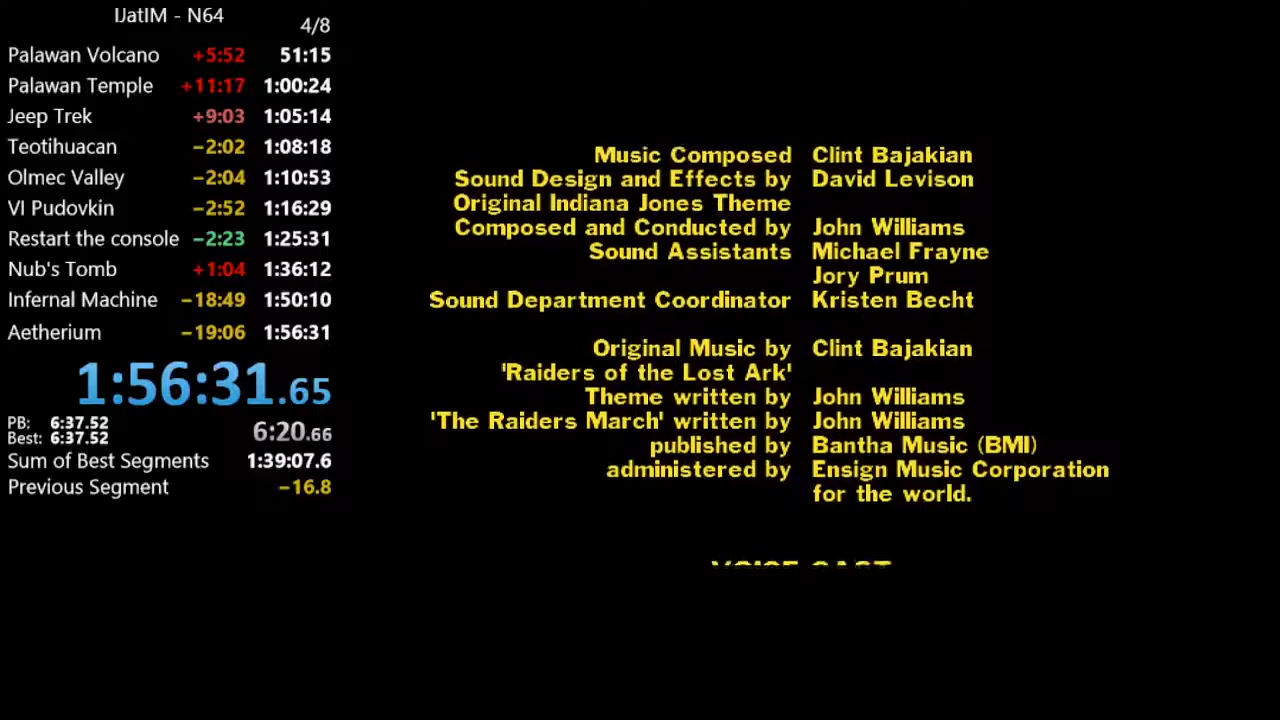 IJatIM - N64
4/8
Palawan Volcano +5:52 51:15
Palawan Temple +11:17 1:00:24
Jeep Trek +9:03 1:05:14
Teotihuacan −2:02 1:08:18
Olmec Valley −2:04 1:10:53
VI Pudovkin −2:52 1:16:29
Restart the console −2:23 1:25:31
Nub's Tomb +1:04 1:36:12
Infernal Machine −18:49 1:50:10
Aetherium −19:06 1:56:31
1:56:31.65
PB: 6:37.52
Best: 6:37.52
6:20.66
Sum of Best Segments 1:39:07.6
Previous Segment −16.8
Music Composed Clint Bajakian
Sound Design and Effects by David Levison
Original Indiana Jones Theme
Composed and Conducted by John Williams
Sound Assistants Michael Frayne
Jory Prum
Sound Department Coordinator Kristen Becht
Original Music by Clint Bajakian
'Raiders of the Lost Ark'
Theme written by John Williams
'The Raiders March' written by John Williams
published by Bantha Music (BMI)
administered by Ensign Music Corporation
for the world.
VOICE CAST